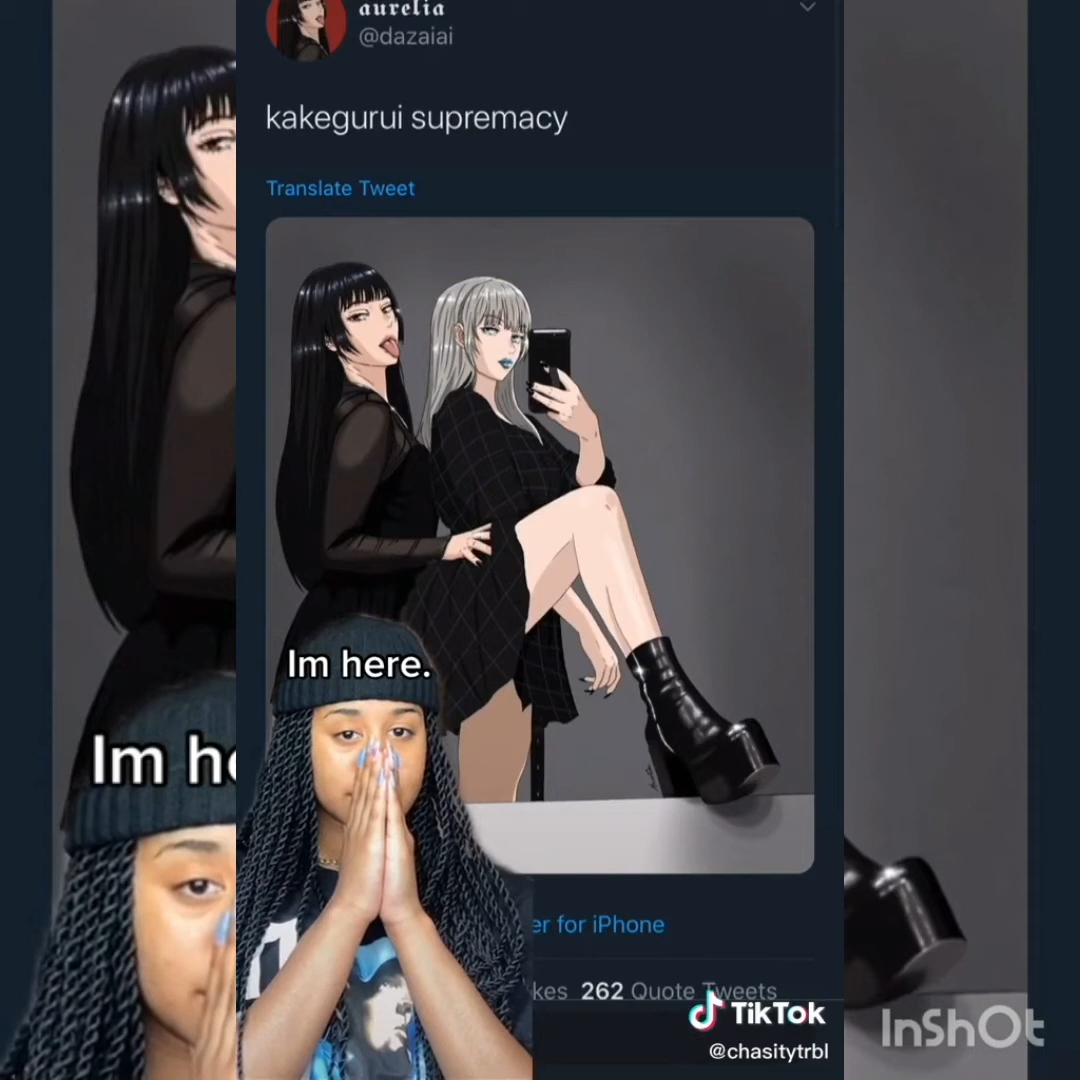 aurelia
@dazaiai
kakegurui supremacy
Translate Tweet
Im here.
Im h
er for iPhone
kes 262 Quote Tweets
TikTok
@chasitytrbl
InShOt